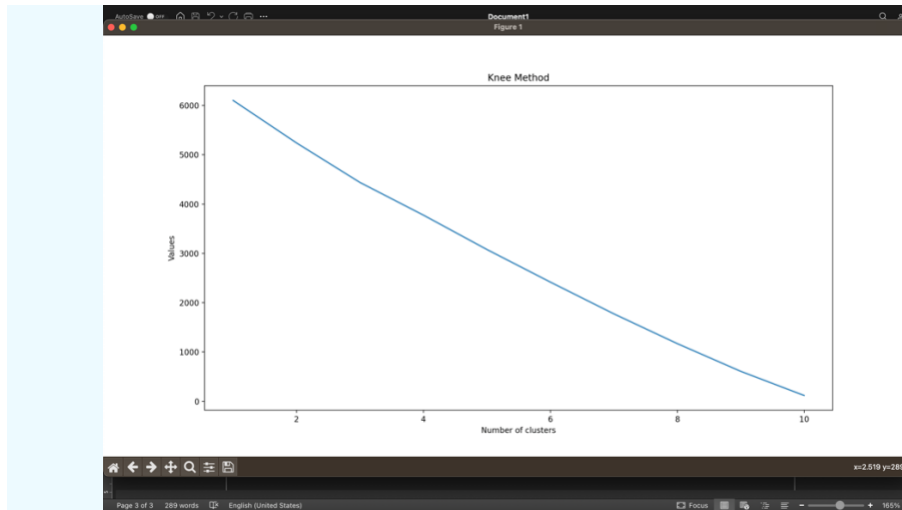 AutoSave OFF Document1
Figure 1
Knee Method
6000
5000
4000
3000
2000
1000
0
Values
2 4 6 8 10
Number of clusters
x=2.519 y=289
Page 3 of 3 289 words English (United States) Focus 165%